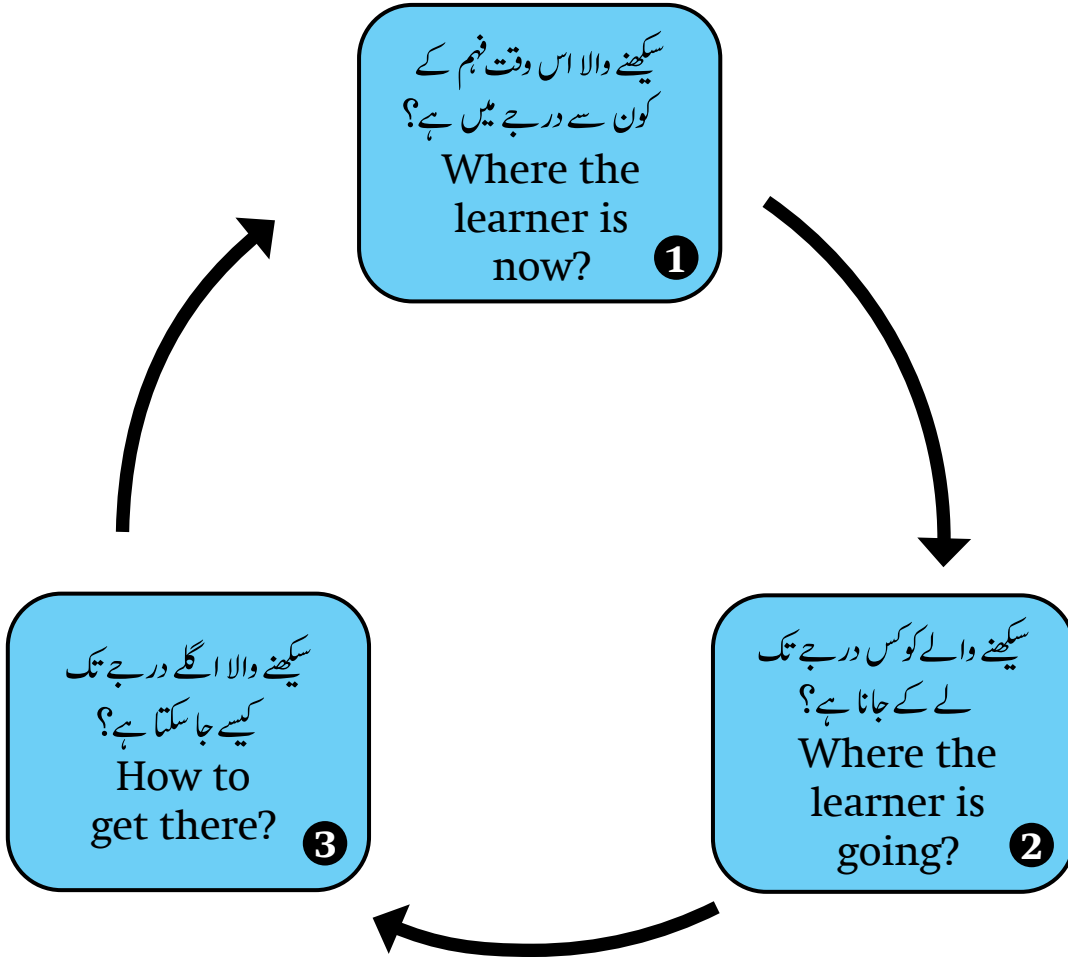 سیکھنے والا اس وقت فہم کے
کون سے درجے میں ہے؟
Where the
learner is
now?
1
سیکھنے والے کو کس درجے تک
لے کے جانا ہے؟
Where the
learner is
going?
2
سیکھنے والا اگلے درجے تک
کیسے جا سکتا ہے؟
How to
get there?
3